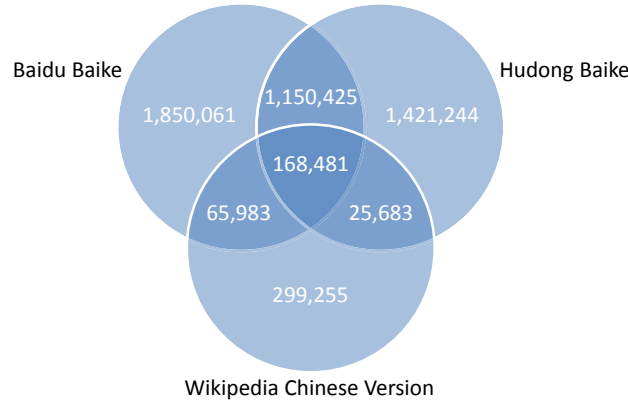 Baidu Baike
Hudong Baike
1,150,425
1,850,061
1,421,244
168,481
65,983
25,683
299,255
Wikipedia Chinese Version